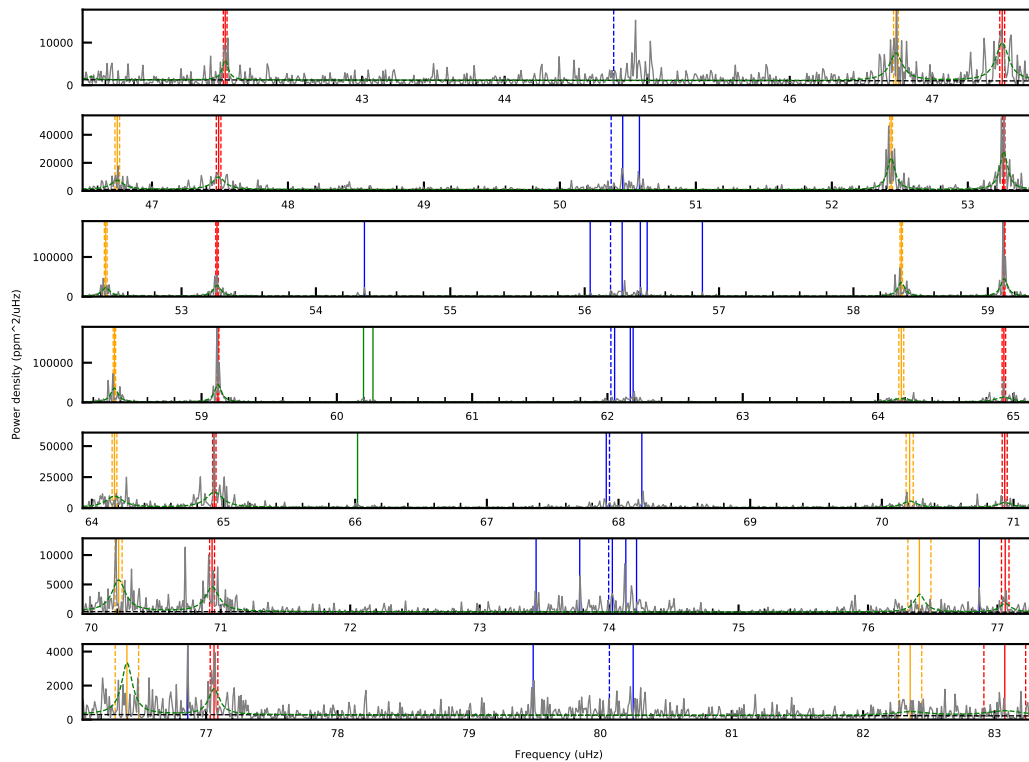 10000
0
42 43 44 45 46 47
40000
20000
0
47 48 49 50 51 52 53
100000
0
53 54 55 56 57 58 59
Power density (ppm^2/uHz)
100000
0
59 60 61 62 63 64 65
50000
25000
0
64 65 66 67 68 69 70 71
10000
5000
0
70 71 72 73 74 75 76 77
4000
2000
0
77 78 79 80 81 82 83
Frequency (uHz)